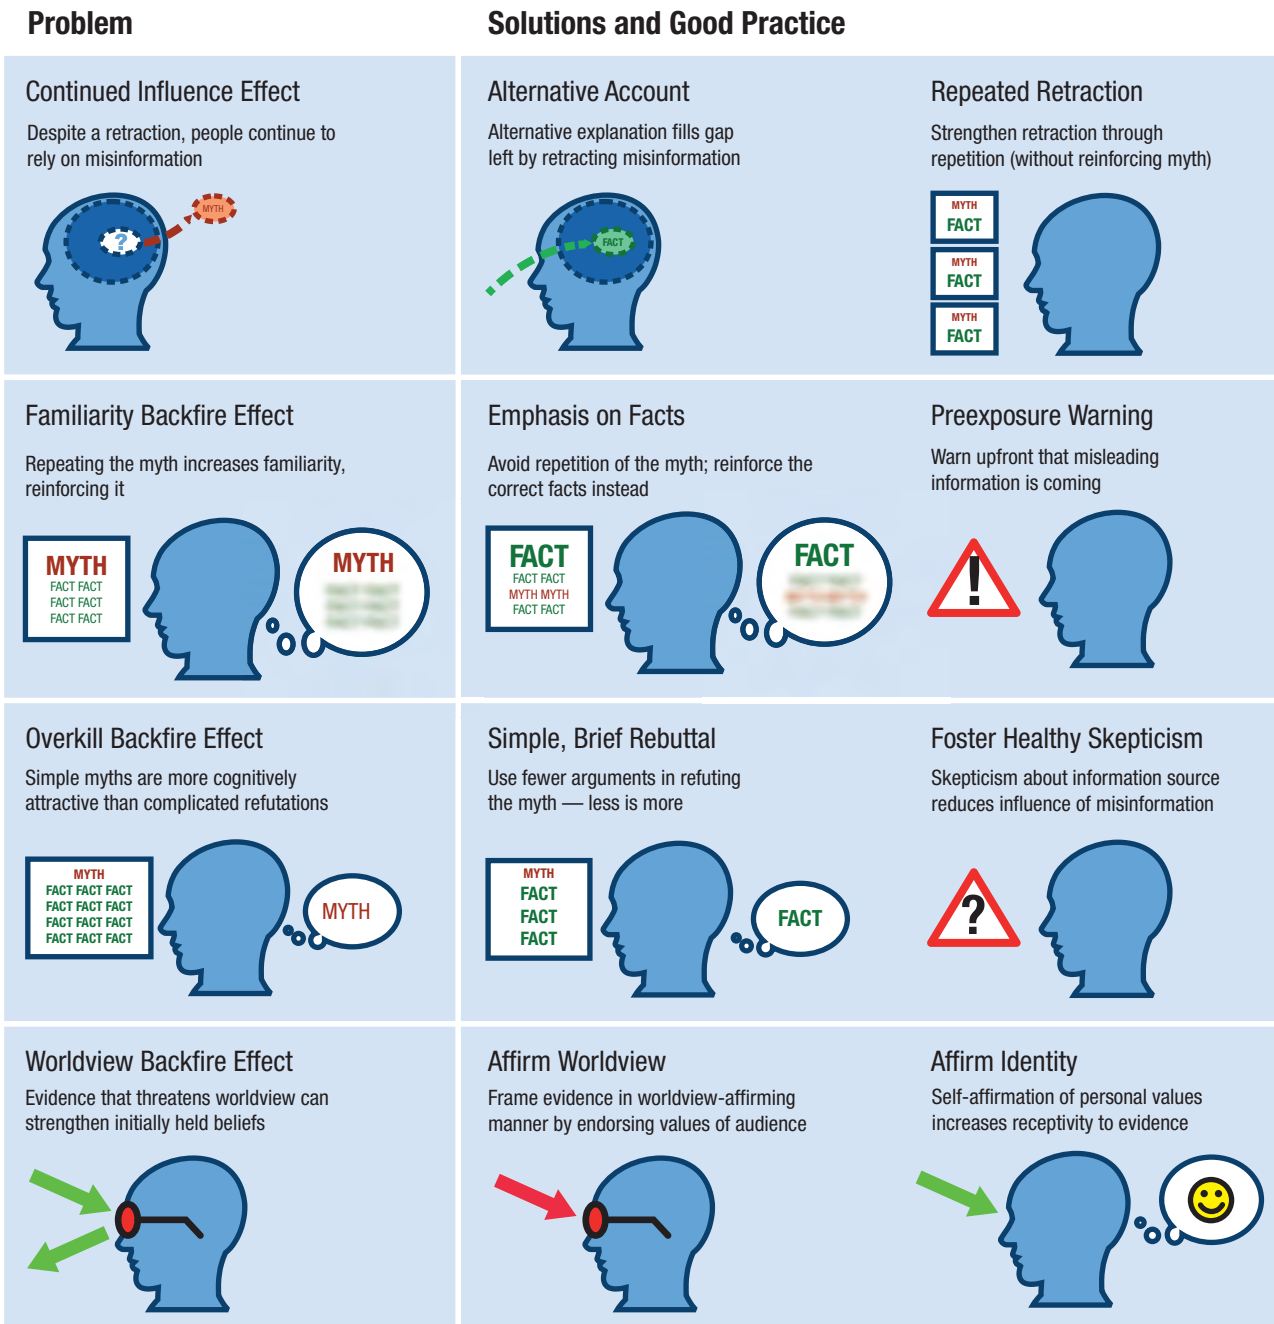 Problem
Solutions and Good Practice
Continued Influence Effect
Despite a retraction, people continue to
rely on misinformation
?
MYTH
Alternative Account
Alternative explanation fills gap
left by retracting misinformation
FACT
Repeated Retraction
Strengthen retraction through
repetition (without reinforcing myth)
MYTH
FACT
MYTH
FACT
MYTH
FACT
Familiarity Backfire Effect
Repeating the myth increases familiarity,
reinforcing it
MYTH
FACT FACT
FACT FACT
FACT FACT
MYTH
Emphasis on Facts
Avoid repetition of the myth; reinforce the
correct facts instead
FACT
FACT FACT
MYTH MYTH
FACT FACT
FACT
Preexposure Warning
Warn upfront that misleading
information is coming
!
Overkill Backfire Effect
Simple myths are more cognitively
attractive than complicated refutations
MYTH
FACT FACT FACT
FACT FACT FACT
FACT FACT FACT
FACT FACT FACT
MYTH
Simple, Brief Rebuttal
Use fewer arguments in refuting
the myth — less is more
MYTH
FACT
FACT
FACT
FACT
Foster Healthy Skepticism
Skepticism about information source
reduces influence of misinformation
?
Worldview Backfire Effect
Evidence that threatens worldview can
strengthen initially held beliefs
Affirm Worldview
Frame evidence in worldview-affirming
manner by endorsing values of audience
Affirm Identity
Self-affirmation of personal values
increases receptivity to evidence